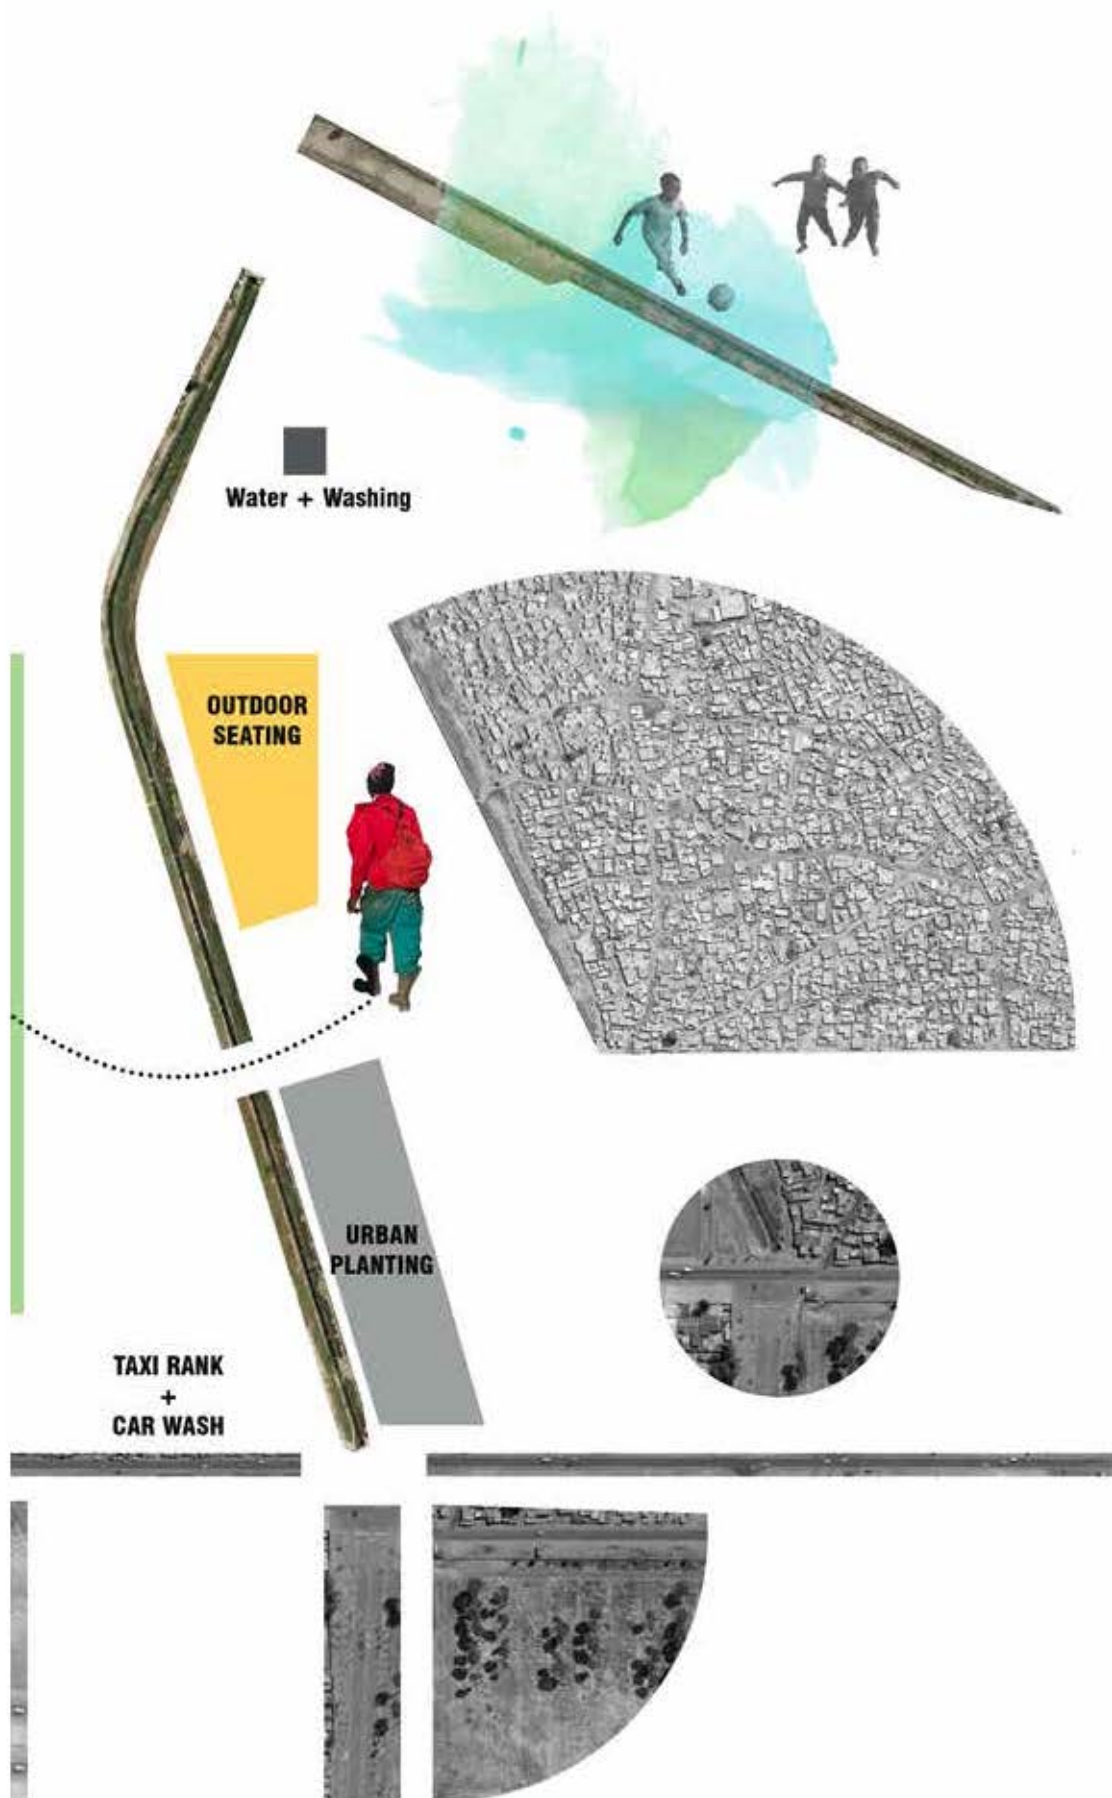 Water + Washing
OUTDOOR
SEATING
URBAN
PLANTING
TAXI RANK
+
CAR WASH